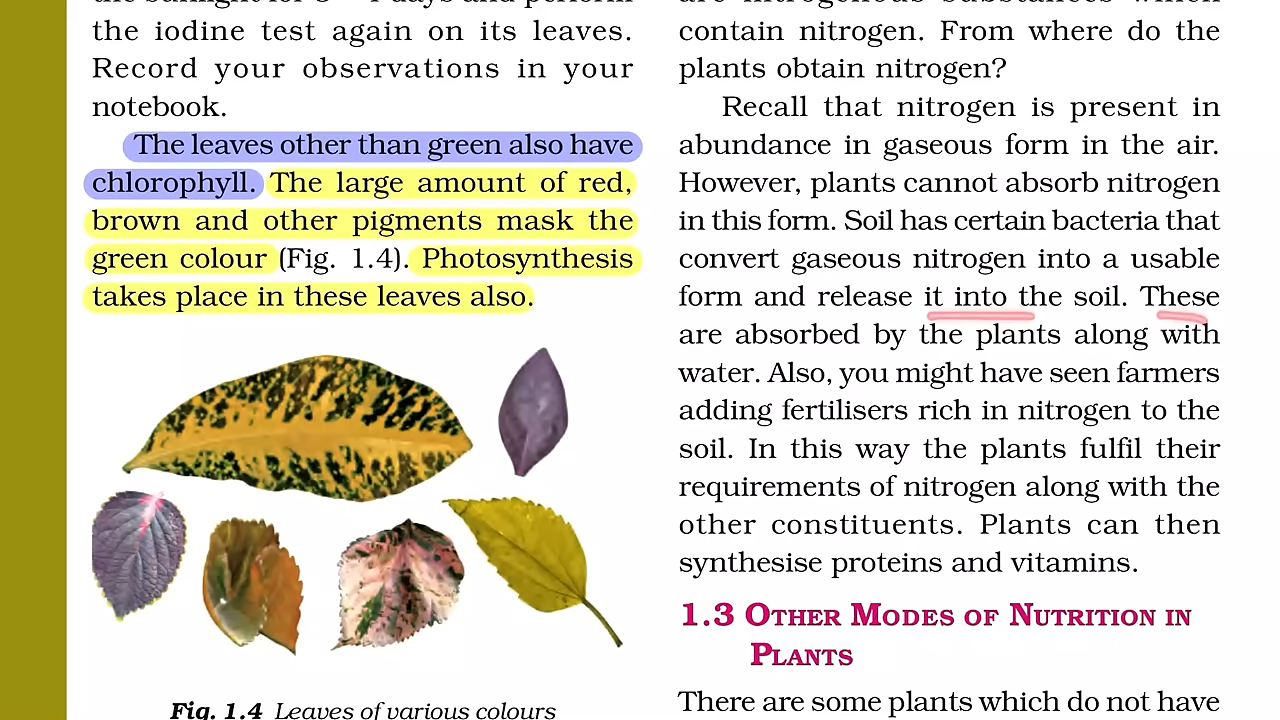 the iodine test again on its leaves.
Record your observations in your
notebook.
The leaves other than green also have
chlorophyll. The large amount of red,
brown and other pigments mask the
green colour (Fig. 1.4). Photosynthesis
takes place in these leaves also.
Fig. 1.4 Leaves of various colours
contain nitrogen. From where do the
plants obtain nitrogen?
Recall that nitrogen is present in
abundance in gaseous form in the air.
However, plants cannot absorb nitrogen
in this form. Soil has certain bacteria that
convert gaseous nitrogen into a usable
form and release it into the soil. These
are absorbed by the plants along with
water. Also, you might have seen farmers
adding fertilisers rich in nitrogen to the
soil. In this way the plants fulfil their
requirements of nitrogen along with the
other constituents. Plants can then
synthesise proteins and vitamins.
1.3 OTHER MODES OF NUTRITION IN
PLANTS
There are some plants which do not have